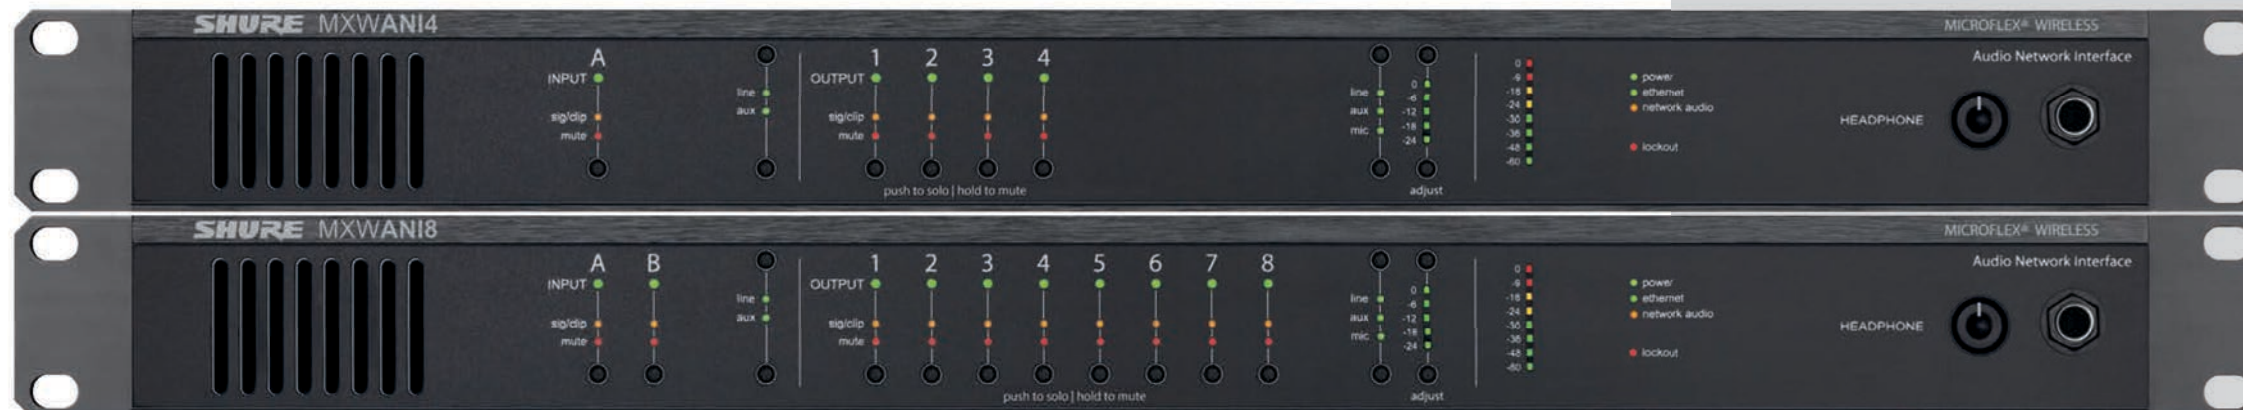 SHURE MXWANI4
MICROFLEX® WIRELESS
Audio Network Interface
A
1 2 3 4
INPUT
OUTPUT
line
aux
sig/clip
mute
sig/clip
mute
push to solo | hold to mute
line
aux
mic
0
-6
-12
-18
-24
adjust
0
-9
-18
-24
-30
-36
-48
-60
power
ethernet
network audio
lockout
HEADPHONE
SHURE MXWANI8
MICROFLEX® WIRELESS
Audio Network Interface
A B
1 2 3 4 5 6 7 8
INPUT
OUTPUT
line
aux
sig/clip
mute
sig/clip
mute
push to solo | hold to mute
line
aux
mic
0
-6
-12
-18
-24
adjust
0
-9
-18
-24
-30
-36
-48
-60
power
ethernet
network audio
lockout
HEADPHONE